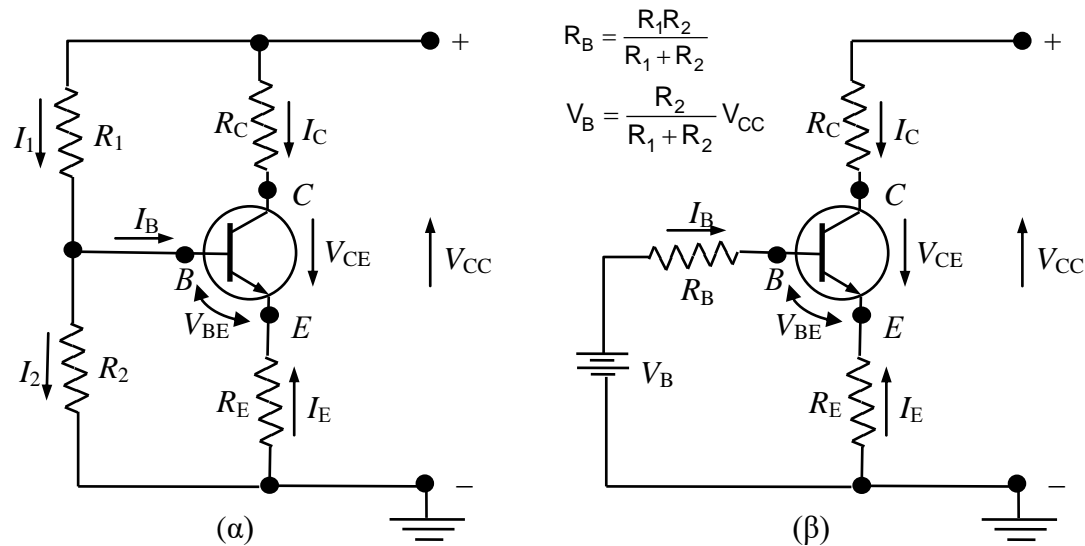 +
R_C
I_C
I_1
R_1
C
I_B
V_CE
V_CC
B
V_BE
E
I_2
R_2
R_E
I_E
−
(α)
R_B = R_1R_2 / (R_1 + R_2)
V_B = R_2 / (R_1 + R_2) V_CC
+
R_C
I_C
C
I_B
V_CE
V_CC
R_B
B
V_BE
E
V_B
R_E
I_E
−
(β)